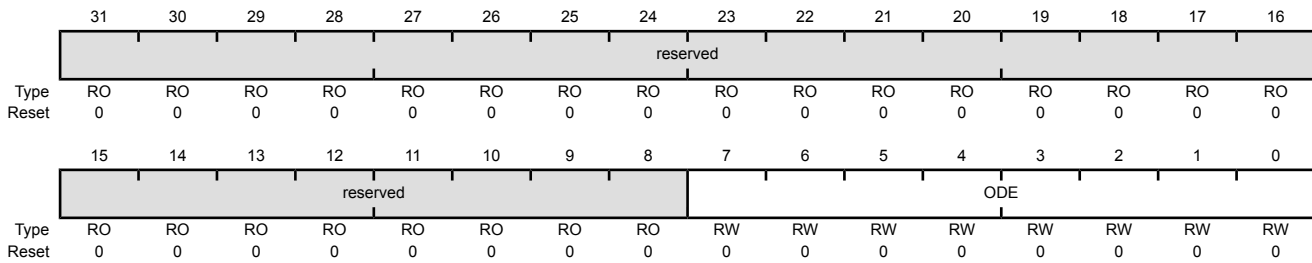 31 30 29 28 27 26 25 24 23 22 21 20 19 18 17 16
reserved
Type RO RO RO RO RO RO RO RO RO RO RO RO RO RO RO RO
Reset 0 0 0 0 0 0 0 0 0 0 0 0 0 0 0 0
15 14 13 12 11 10 9 8 7 6 5 4 3 2 1 0
reserved ODE
Type RO RO RO RO RO RO RO RO RW RW RW RW RW RW RW RW
Reset 0 0 0 0 0 0 0 0 0 0 0 0 0 0 0 0